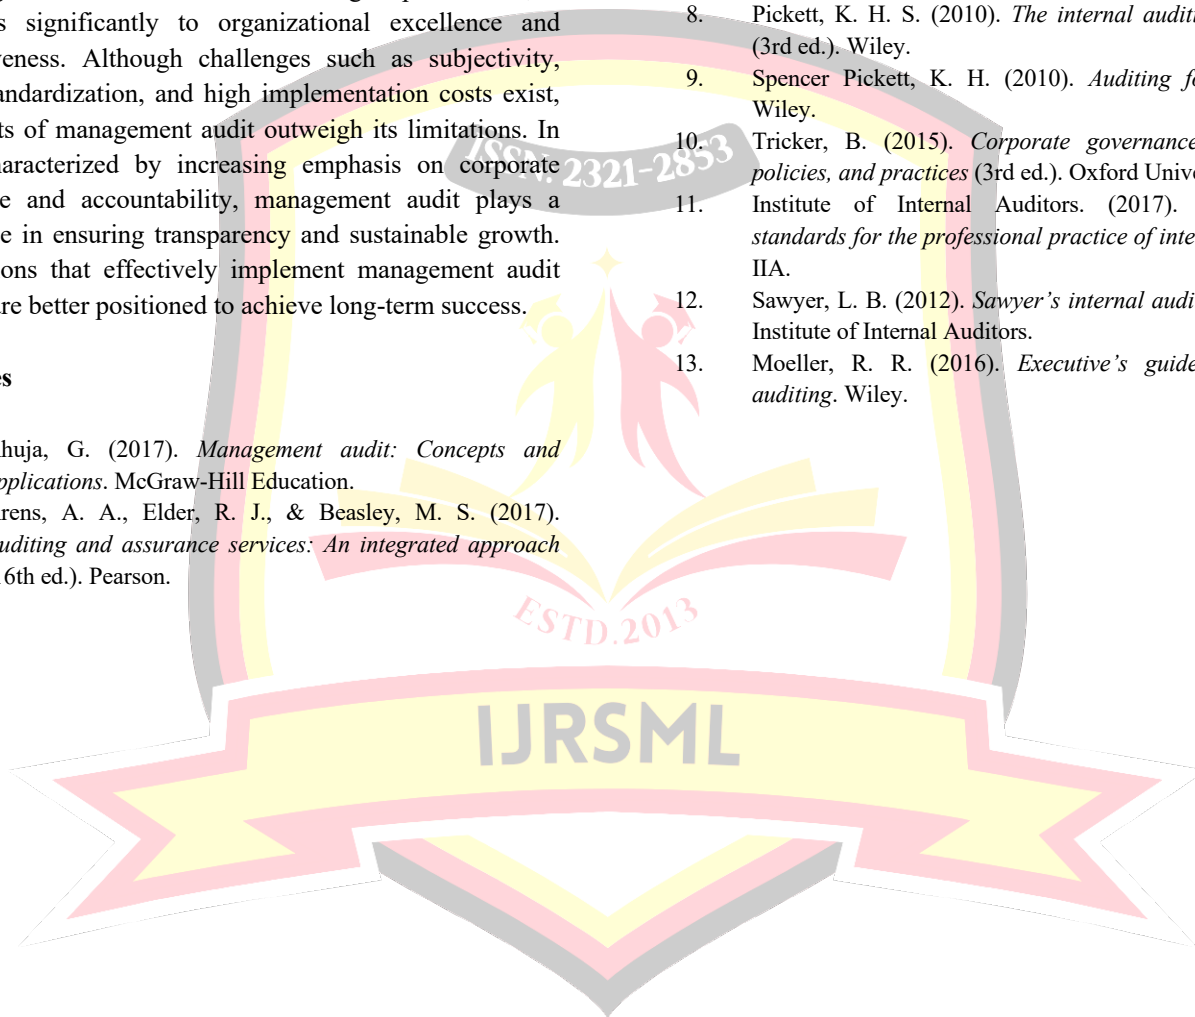 s significantly to organizational excellence and
veness. Although challenges such as subjectivity,
andardization, and high implementation costs exist,
ts of management audit outweigh its limitations. In
haracterized by increasing emphasis on corporate
e and accountability, management audit plays a
e in ensuring transparency and sustainable growth.
ons that effectively implement management audit
are better positioned to achieve long-term success.
es
huja, G. (2017). Management audit: Concepts and
pplications. McGraw-Hill Education.
rens, A. A., Elder, R. J., & Beasley, M. S. (2017).
uditing and assurance services: An integrated approach
16th ed.). Pearson.
8. Pickett, K. H. S. (2010). The internal auditi
(3rd ed.). Wiley.
9. Spencer Pickett, K. H. (2010). Auditing fo
Wiley.
10. Tricker, B. (2015). Corporate governance
policies, and practices (3rd ed.). Oxford Unive
11. Institute of Internal Auditors. (2017).
standards for the professional practice of inte
IIA.
12. Sawyer, L. B. (2012). Sawyer’s internal audi
Institute of Internal Auditors.
13. Moeller, R. R. (2016). Executive’s guide
auditing. Wiley.
ISSN: 2321-2853
ESTD.2013
IJRSML